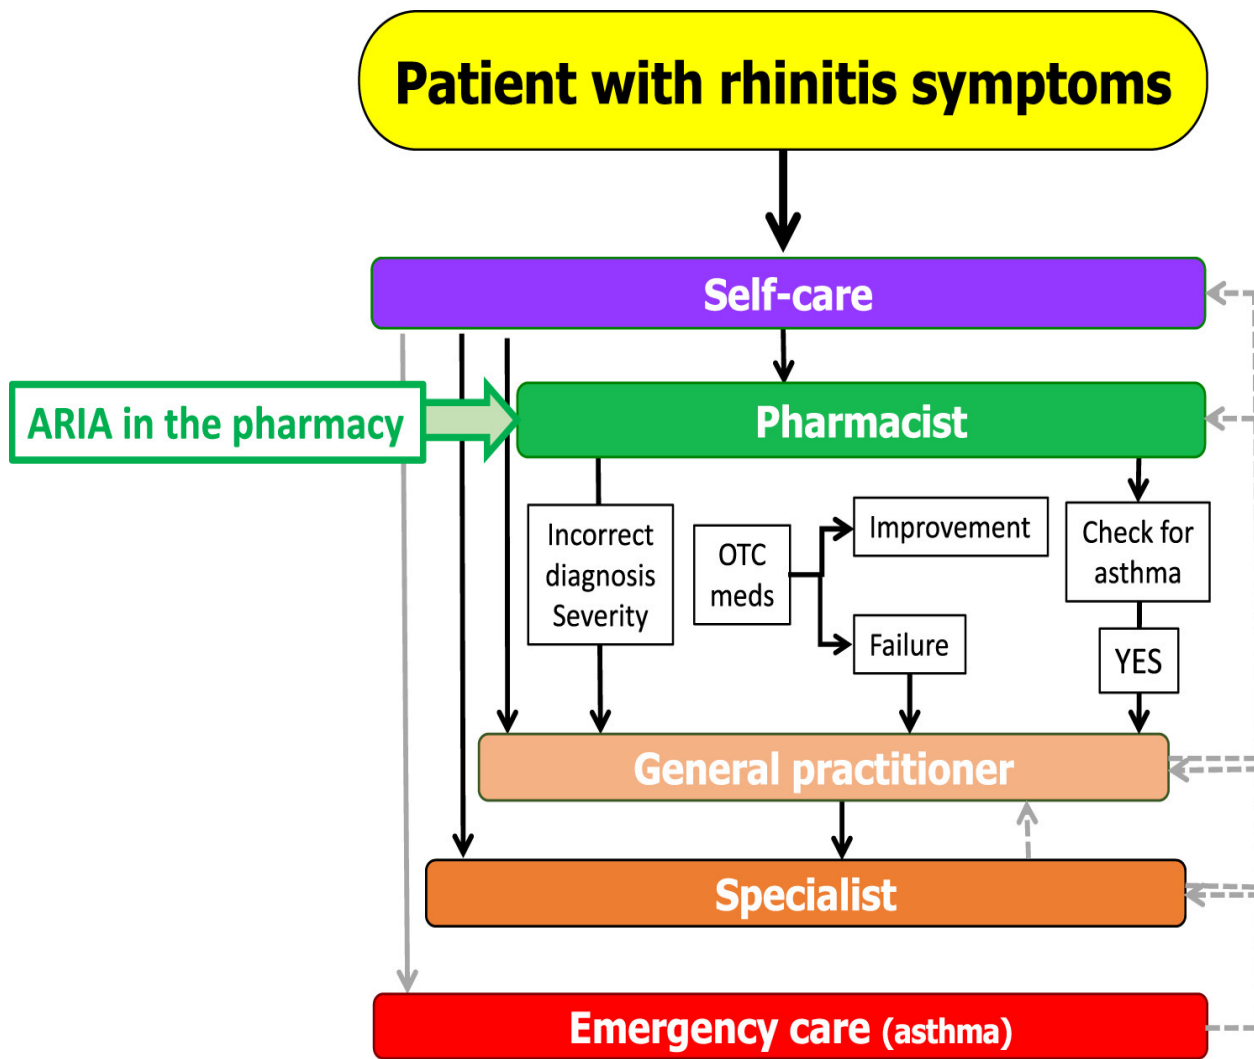 Patient with rhinitis symptoms
Self-care
ARIA in the pharmacy
Pharmacist
Incorrect
diagnosis
Severity
OTC
meds
Improvement
Failure
Check for
asthma
YES
General practitioner
Specialist
Emergency care (asthma)